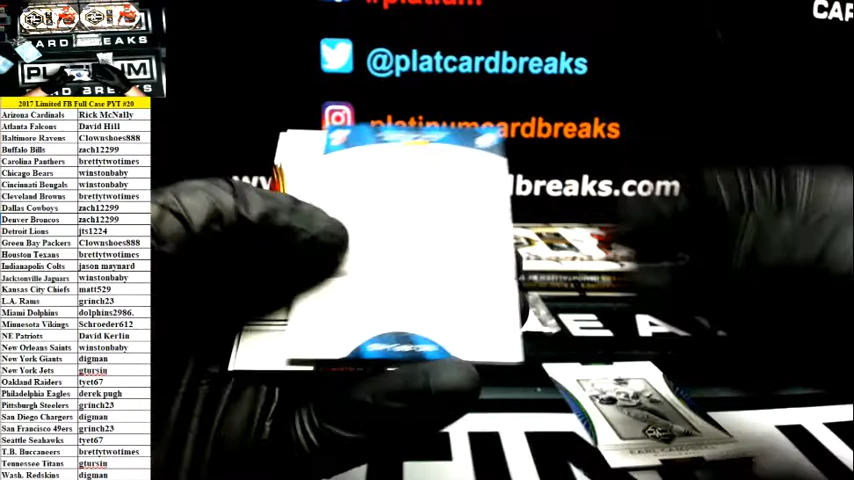 #platinum
@platcardbreaks
platinumcardbreaks
CAR
CARD BREAKS
PLATINUM
CARD BREAKS
2017 Limited FB Full Case PYT #20
Arizona Cardinals Rick McNally
Atlanta Falcons David Hill
Baltimore Ravens Clownshoes888
Buffalo Bills zach12299
Carolina Panthers brettytwotimes
Chicago Bears winstonbaby
Cincinnati Bengals winstonbaby
Cleveland Browns brettytwotimes
Dallas Cowboys zach12299
Denver Broncos zach12299
Detroit Lions jts1224
Green Bay Packers Clownshoes888
Houston Texans brettytwotimes
Indianapolis Colts jason maynard
Jacksonville Jaguars winstonbaby
Kansas City Chiefs matt529
L.A. Rams grinch23
Miami Dolphins dolphins2986.
Minnesota Vikings Schroeder612
NE Patriots David Kerlin
New Orleans Saints winstonbaby
New York Giants digman
New York Jets gtursin
Oakland Raiders tyet67
Philadelphia Eagles derek pugh
Pittsburgh Steelers grinch23
San Diego Chargers digman
San Francisco 49ers grinch23
Seattle Seahawks tyet67
T.B. Buccaneers brettytwotimes
Tennessee Titans gtursin
Wash. Redskins digman
dbreaks.com
EARL CAMPBELL